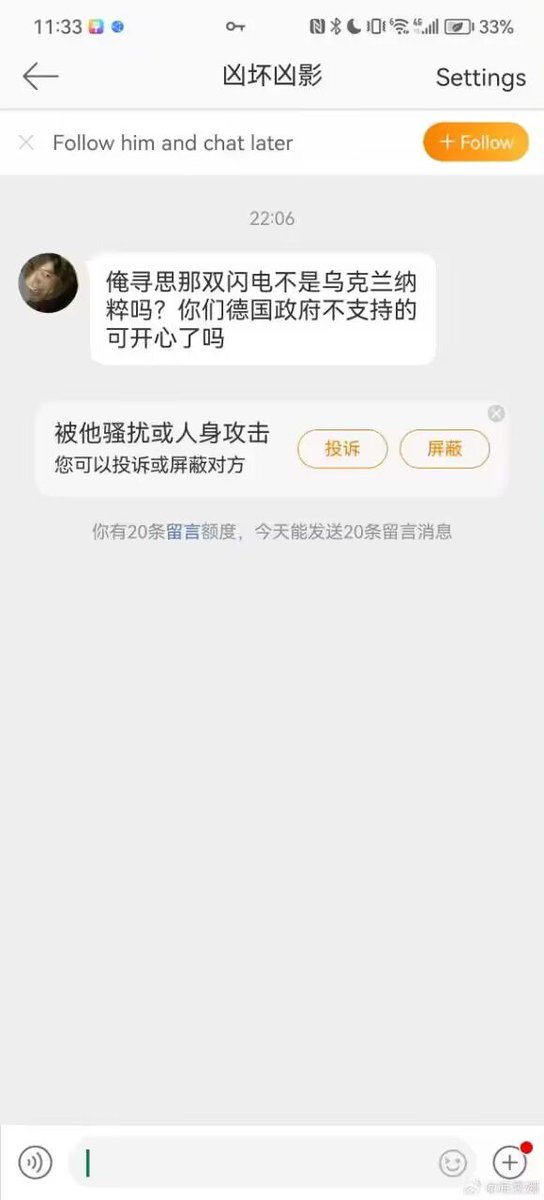 11:33 33%
凶坏凶影 Settings
Follow him and chat later + Follow
22:06
俺寻思那双闪电不是乌克兰纳
粹吗？你们德国政府不支持的
可开心了吗
被他骚扰或人身攻击
您可以投诉或屏蔽对方
投诉 屏蔽
你有20条留言额度，今天能发送20条留言消息